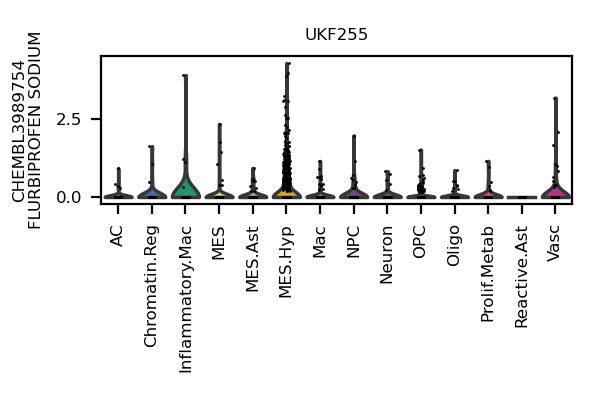 UKF255
CHEMBL3989754
FLURBIPROFEN SODIUM
2.5
0.0
AC
Chromatin.Reg
Inflammatory.Mac
MES
MES.Ast
MES.Hyp
Mac
NPC
Neuron
OPC
Oligo
Prolif.Metab
Reactive.Ast
Vasc